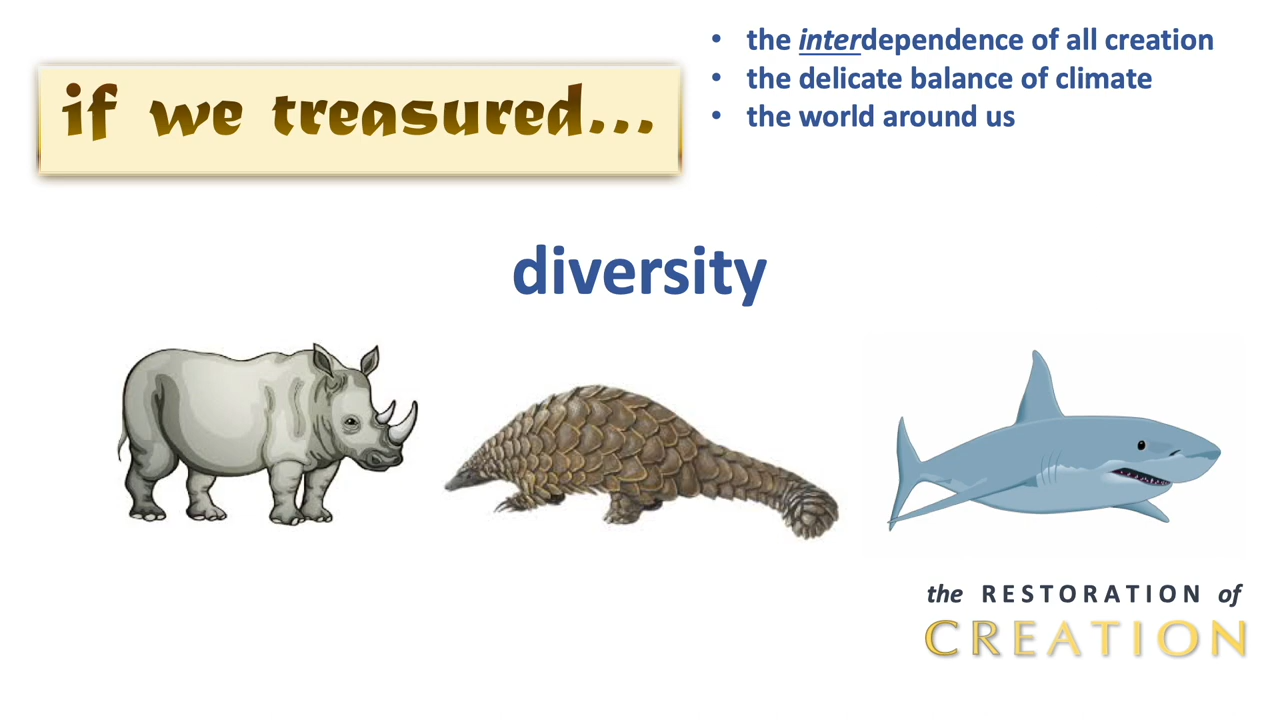 if we treasured...
• the interdependence of all creation
• the delicate balance of climate
• the world around us
diversity
the RESTORATION of
CREATION